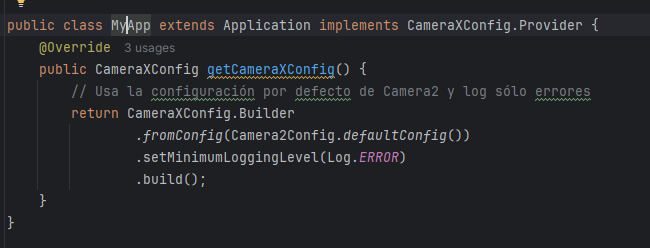 public class MyApp extends Application implements CameraXConfig.Provider {
@Override 3 usages
public CameraXConfig getCameraXConfig() {
// Usa la configuración por defecto de Camera2 y log sólo errores
return CameraXConfig.Builder
.fromConfig(Camera2Config.defaultConfig())
.setMinimumLoggingLevel(Log.ERROR)
.build();
}
}